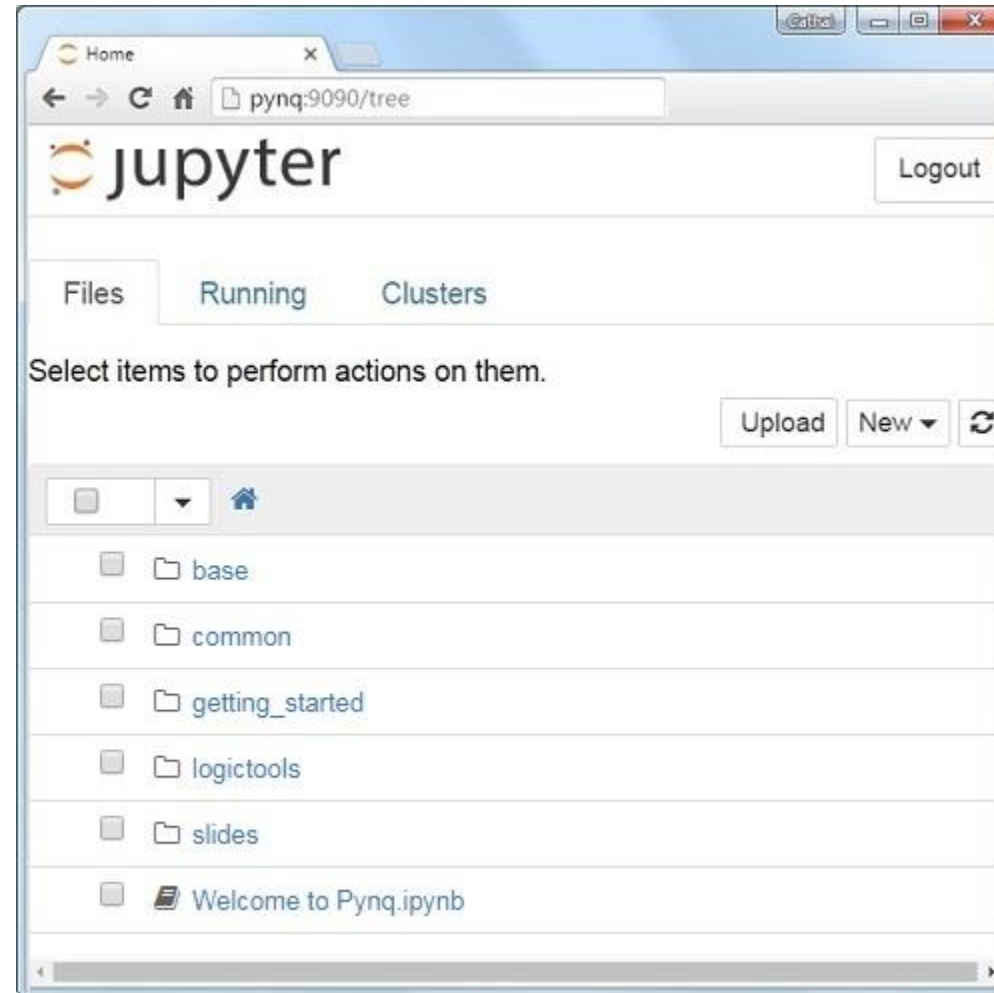 Home
pynq:9090/tree
jupyter
Logout
Files Running Clusters
Select items to perform actions on them.
Upload New
base
common
getting_started
logictools
slides
Welcome to Pynq.ipynb